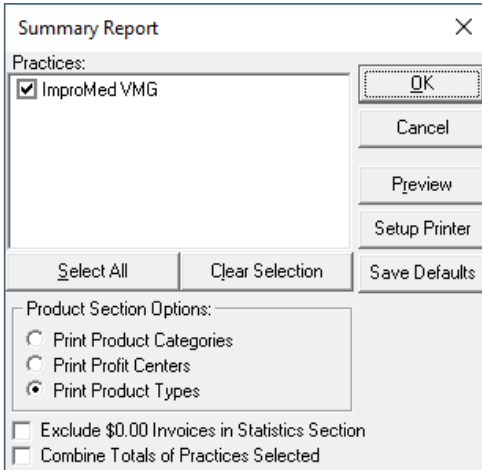 Summary Report
Practices:
ImproMed VMG
OK
Cancel
Preview
Setup Printer
Select All
Clear Selection
Save Defaults
Product Section Options:
Print Product Categories
Print Profit Centers
Print Product Types
Exclude $0.00 Invoices in Statistics Section
Combine Totals of Practices Selected